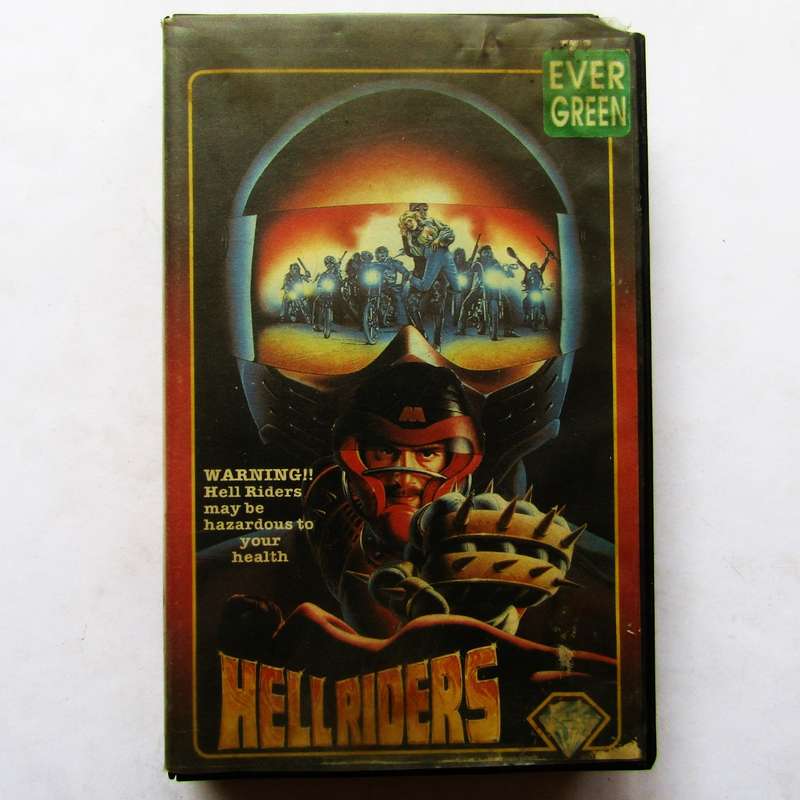 EVER
GREEN
WARNING!!
Hell Riders
may be
hazardous to
your
health
HELL RIDERS